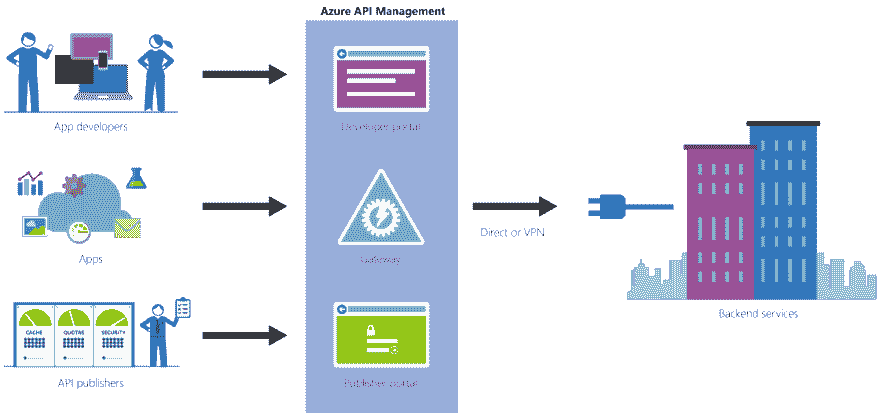 Azure API Management
App developers
Developer portal
Apps
Gateway
Direct or VPN
Backend services
CACHE
QUOTAS
SECURITY
API publishers
Publisher portal